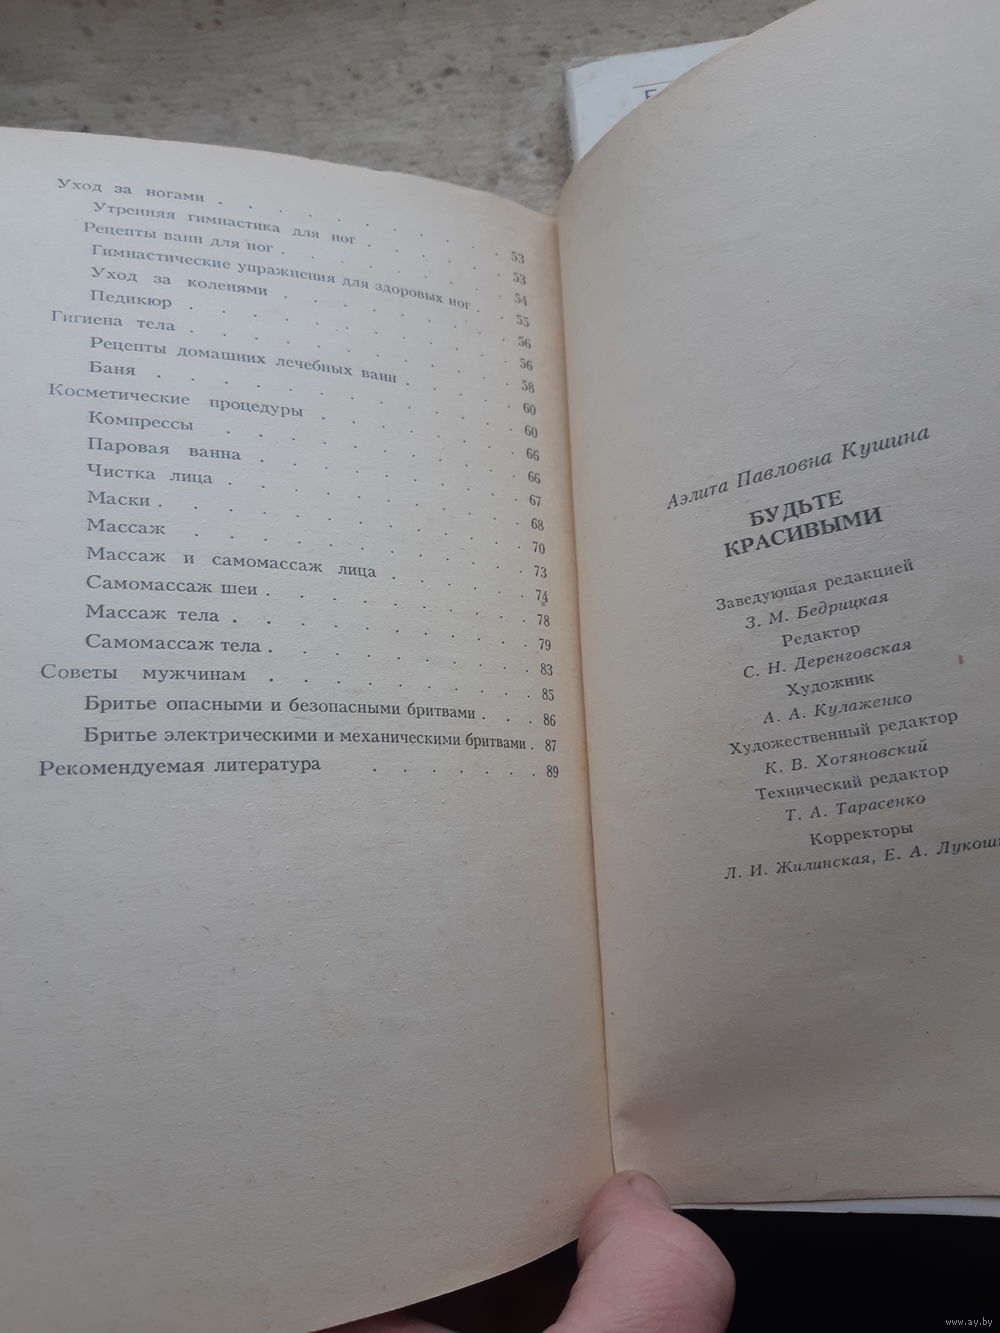 Уход за ногами . . . . . . . . 53
Утренняя гимнастика для ног . . . . . 53
Рецепты ванн для ног . . . . . . . 54
Гимнастические упражнения для здоровых ног . . 55
Уход за коленями . . . . . . . . 56
Педикюр . . . . . . . . . . 56
Гигиена тела . . . . . . . . . 58
Рецепты домашних лечебных ванн . . . . 60
Баня . . . . . . . . . . 60
Косметические процедуры . . . . . . 66
Компрессы . . . . . . . . . 66
Паровая ванна . . . . . . . . 67
Чистка лица . . . . . . . . . 68
Маски . . . . . . . . . . 70
Массаж . . . . . . . . . . 73
Массаж и самомассаж лица . . . . . 74
Самомассаж шеи . . . . . . . . 78
Массаж тела . . . . . . . . . 79
Самомассаж тела . . . . . . . . 83
Советы мужчинам . . . . . . . . 85
Бритье опасными и безопасными бритвами . . . 86
Бритье электрическими и механическими бритвами . 87
Рекомендуемая литература . . . . . . 89
Аэлита Павловна Кушина
БУДЬТЕ
КРАСИВЫМИ
Заведующая редакцией
З. М. Бедрицкая
Редактор
С. Н. Деренговская
Художник
А. А. Кулаженко
Художественный редактор
К. В. Хотяновский
Технический редактор
Т. А. Тарасенко
Корректоры
Л. И. Жилинская, Е. А.
www.ay.by